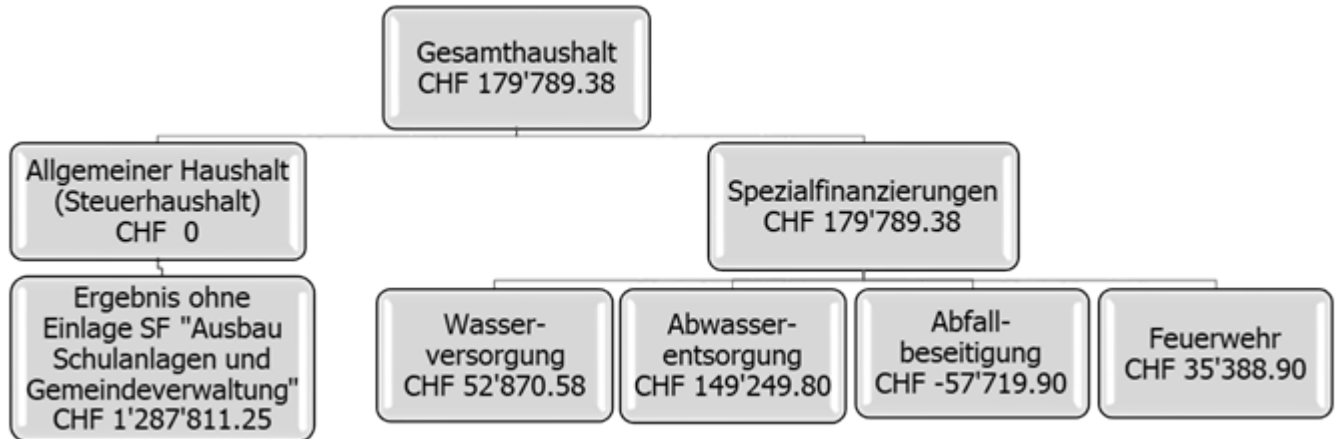 Gesamthaushalt
CHF 179'789.38
Allgemeiner Haushalt
(Steuerhaushalt)
CHF 0
Spezialfinanzierungen
CHF 179'789.38
Ergebnis ohne
Einlage SF "Ausbau
Schulanlagen und
Gemeindeverwaltung"
CHF 1'287'811.25
Wasser-
versorgung
CHF 52'870.58
Abwasser-
entsorgung
CHF 149'249.80
Abfall-
beseitigung
CHF -57'719.90
Feuerwehr
CHF 35'388.90